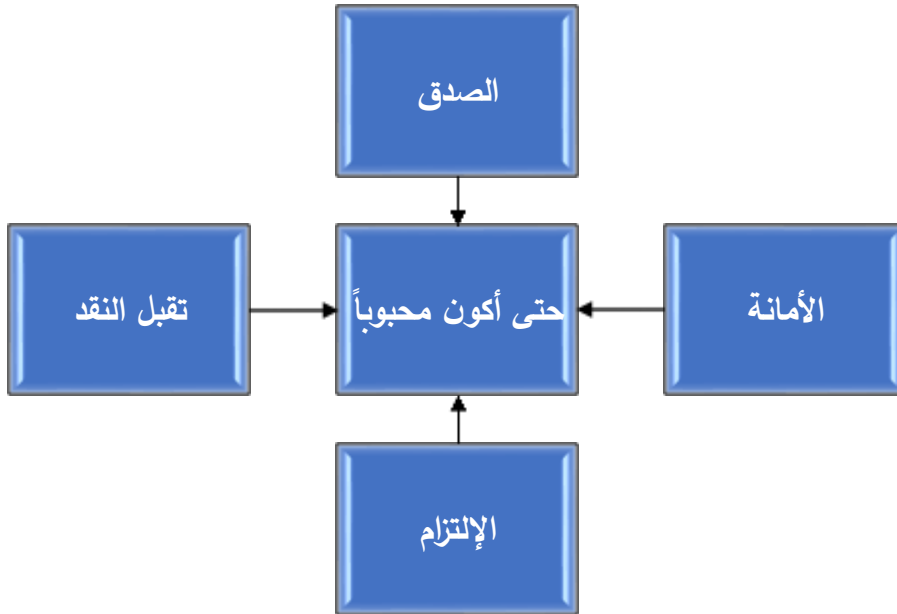 الصدق
الأمانة
حتى أكون محبوباً
تقبل النقد
الإلتزام